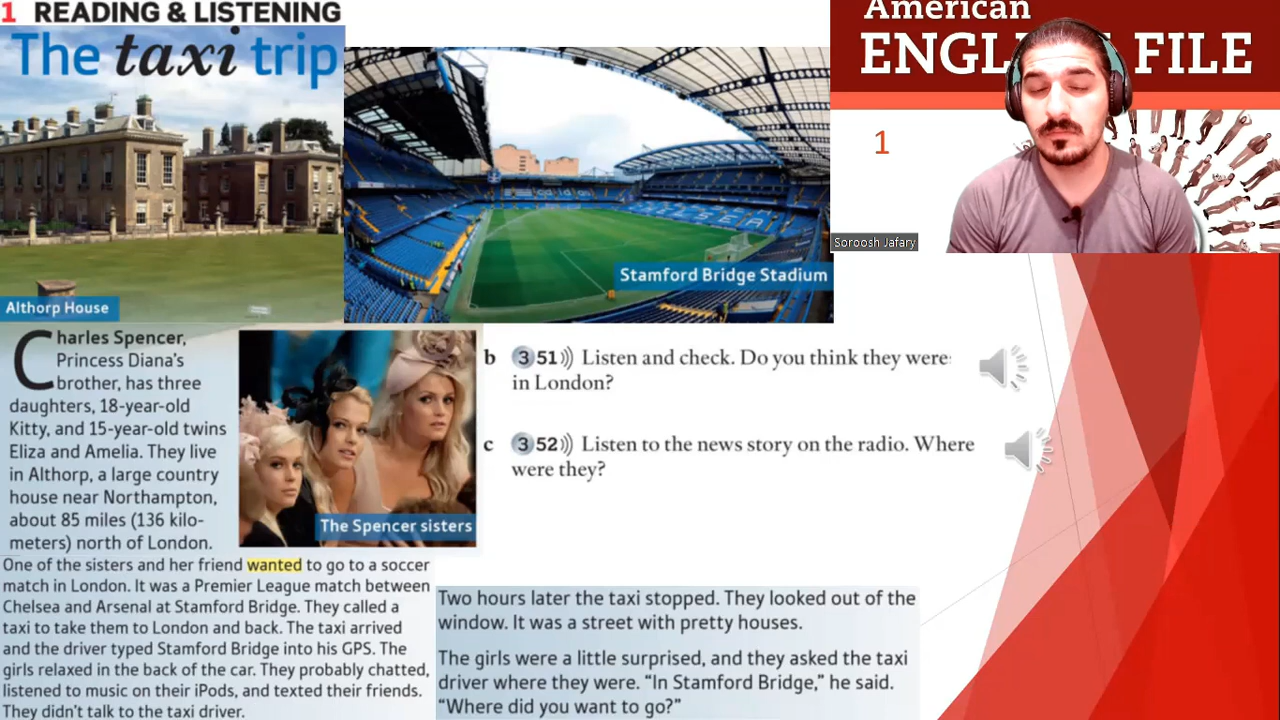 1 READING & LISTENING
The taxi trip
Althorp House
Stamford Bridge Stadium
CHELSEA
American
ENGL FILE
1
Soroosh Jafary
Charles Spencer,
Princess Diana's
brother, has three
daughters, 18-year-old
Kitty, and 15-year-old twins
Eliza and Amelia. They live
in Althorp, a large country
house near Northampton,
about 85 miles (136 kilo-
meters) north of London.
The Spencer sisters
One of the sisters and her friend wanted to go to a soccer
match in London. It was a Premier League match between
Chelsea and Arsenal at Stamford Bridge. They called a
taxi to take them to London and back. The taxi arrived
and the driver typed Stamford Bridge into his GPS. The
girls relaxed in the back of the car. They probably chatted,
listened to music on their iPods, and texted their friends.
They didn't talk to the taxi driver.
b 3 51 Listen and check. Do you think they were
in London?
c 3 52 Listen to the news story on the radio. Where
were they?
Two hours later the taxi stopped. They looked out of the
window. It was a street with pretty houses.
The girls were a little surprised, and they asked the taxi
driver where they were. “In Stamford Bridge,” he said.
“Where did you want to go?”